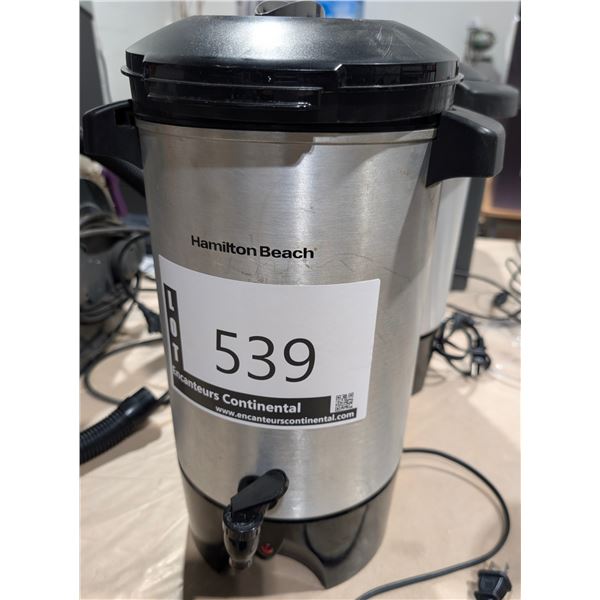 Hamilton Beach
LOT
539
Encanteurs Continental
www.encanteurscontinental.com